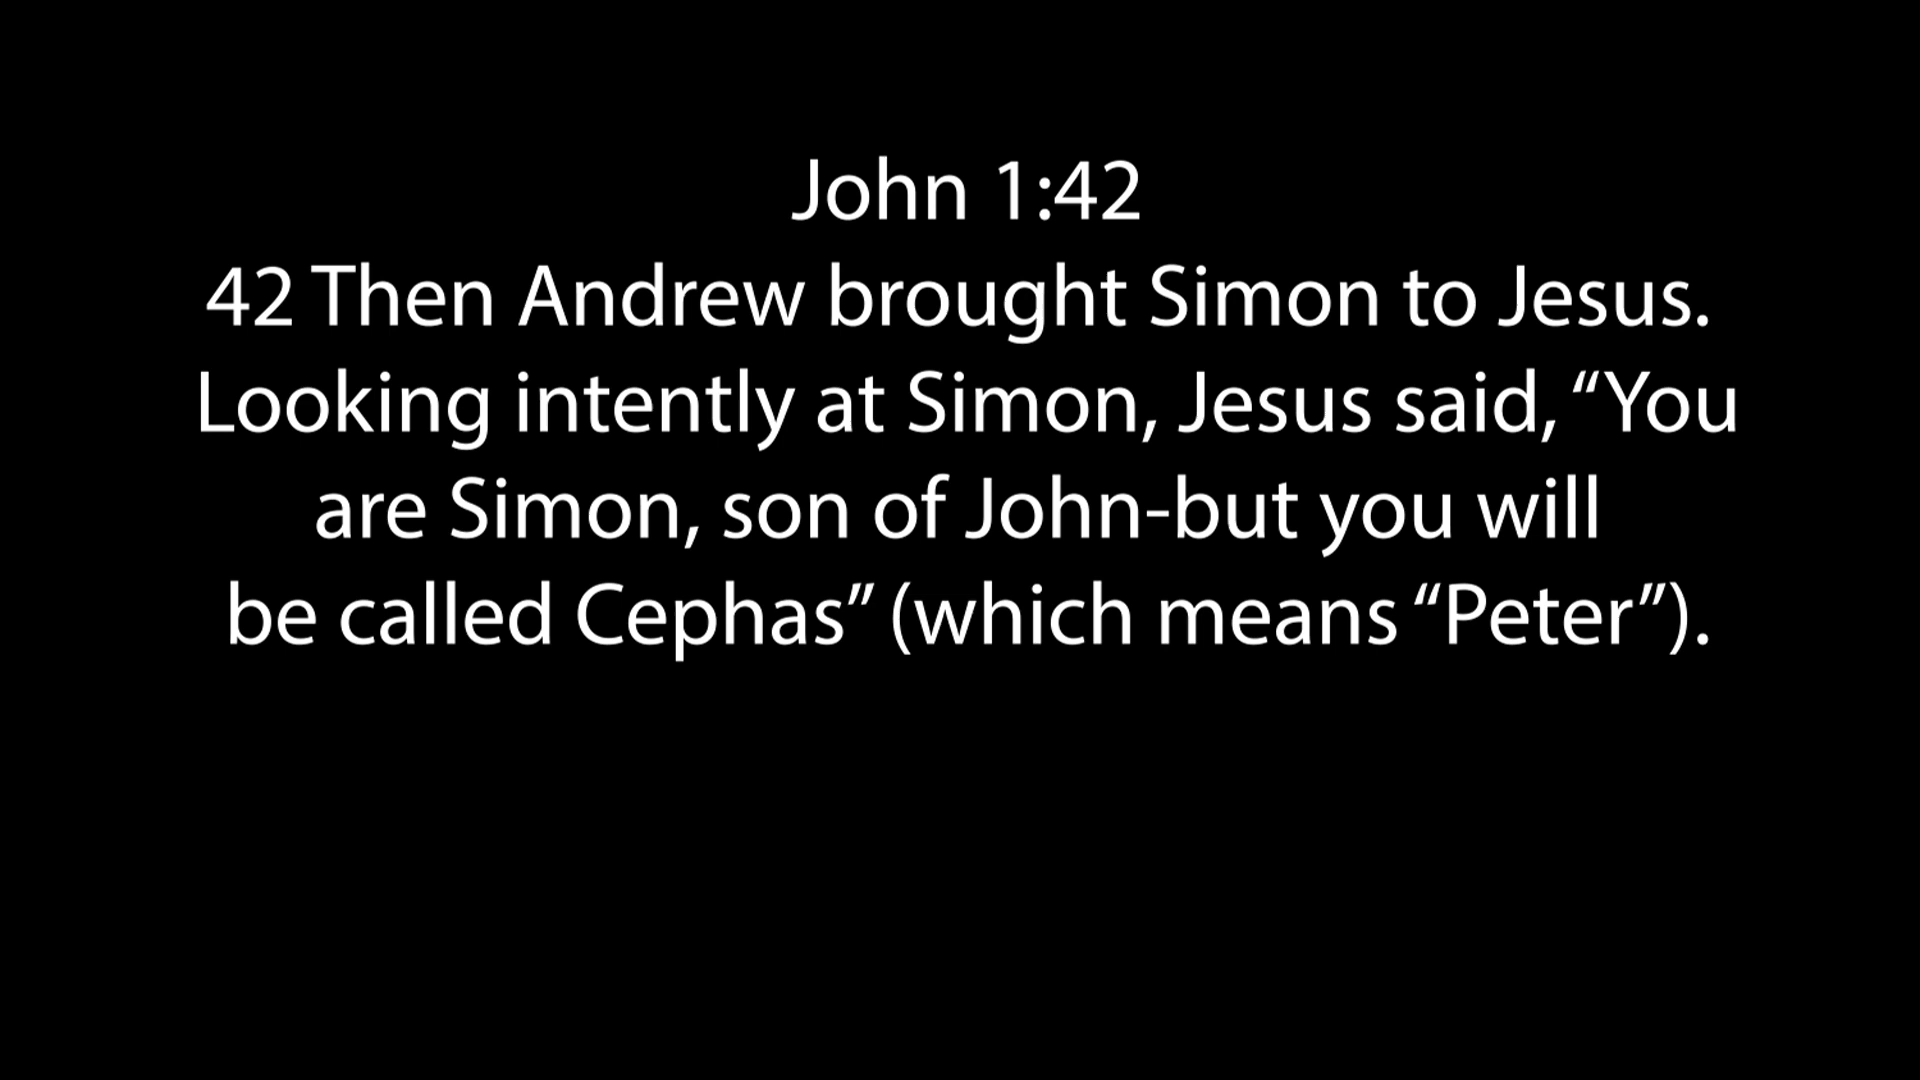 John 1:42
42 Then Andrew brought Simon to Jesus.
Looking intently at Simon, Jesus said, “You
are Simon, son of John-but you will
be called Cephas” (which means “Peter”).